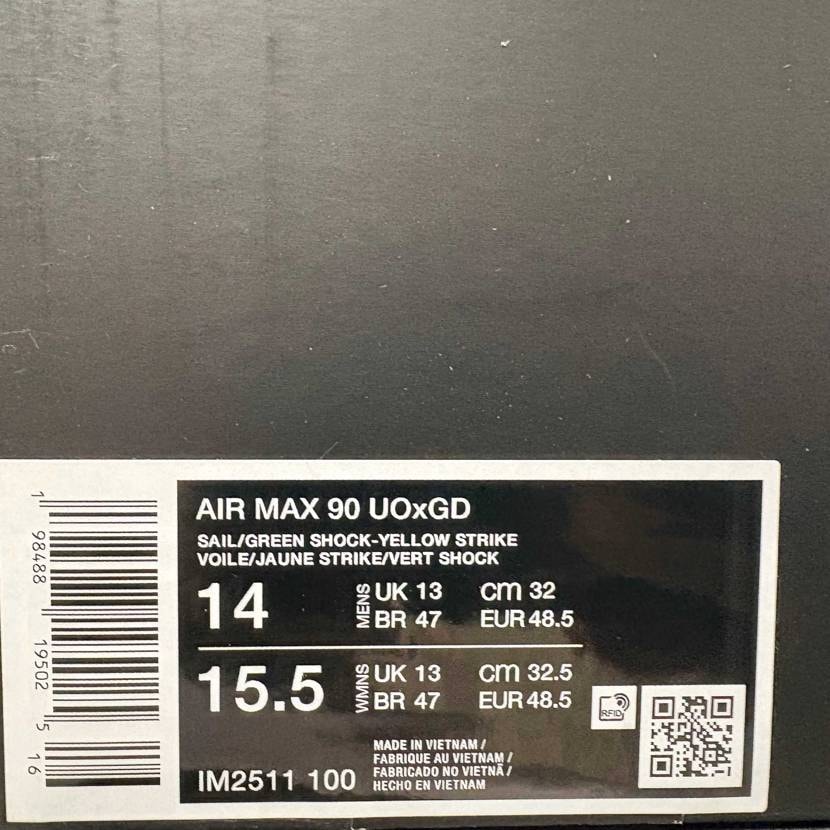 AIR MAX 90 UOxGD
SAIL/GREEN SHOCK-YELLOW STRIKE
VOILE/JAUNE STRIKE/VERT SHOCK
14 MENS UK 13 cm 32
BR 47 EUR 48.5
15.5 WMNS UK 13 cm 32.5
BR 47 EUR 48.5
RFID
IM2511 100
MADE IN VIETNAM /
FABRIQUE AU VIETNAM /
FABRICADO NO VIETNÃ /
HECHO EN VIETNAM
1 98488 19502 5 16